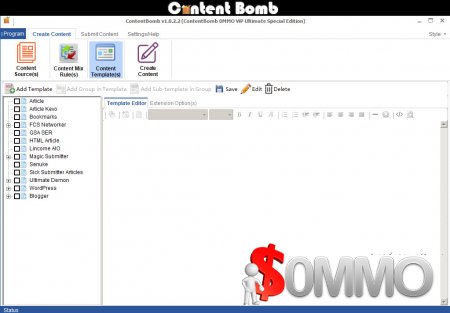 Content Bomb
ContentBomb v1.8.2.2 (ContentBomb 0MMO VIP Ultimate Special Edition)
Program Create Content Submit Content Settings/Help Style
Content Source(s) Content Mix Rule(s) Content Template(s) Create Content
Add Template Add Group in Template Add Sub-template in Group Save Edit Delete
Template Editor Extension Option(s)
Article
Article Kevo
Bookmarks
FCS Networker
GSA SER
HTML Article
Lincome AIO
Magic Submitter
Senuke
Sick Submitter Articles
Ultimate Demon
WordPress
Blogger
$0MMO
Status